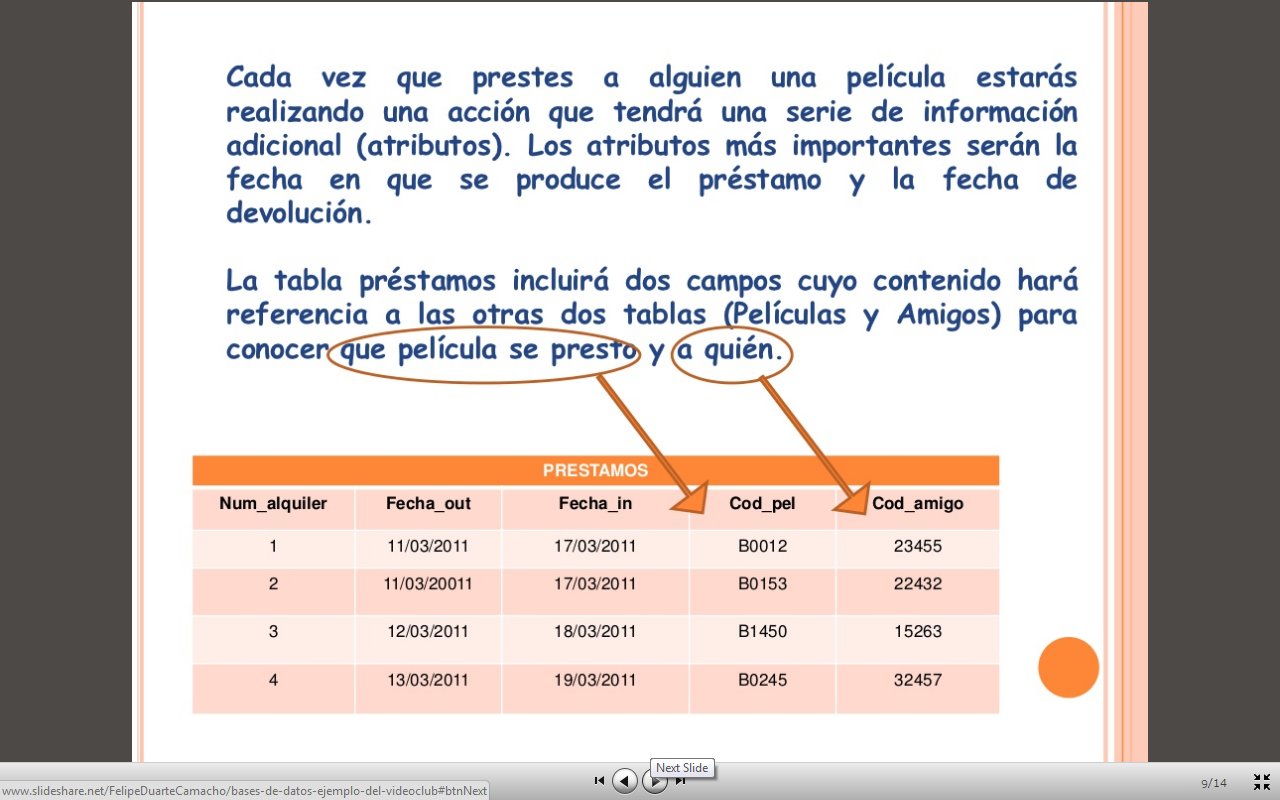 Cada vez que prestes a alguien una película estarás
realizando una acción que tendrá una serie de información
adicional (atributos). Los atributos más importantes serán la
fecha en que se produce el préstamo y la fecha de
devolución.
La tabla préstamos incluirá dos campos cuyo contenido hará
referencia a las otras dos tablas (Películas y Amigos) para
conocer que película se presto y a quién.
PRESTAMOS
Num_alquiler Fecha_out Fecha_in Cod_pel Cod_amigo
1 11/03/2011 17/03/2011 B0012 23455
2 11/03/20011 17/03/2011 B0153 22432
3 12/03/2011 18/03/2011 B1450 15263
4 13/03/2011 19/03/2011 B0245 32457
Next Slide
www.slideshare.net/FelipeDuarteCamacho/bases-de-datos-ejemplo-del-videoclub#btnNext
9/14